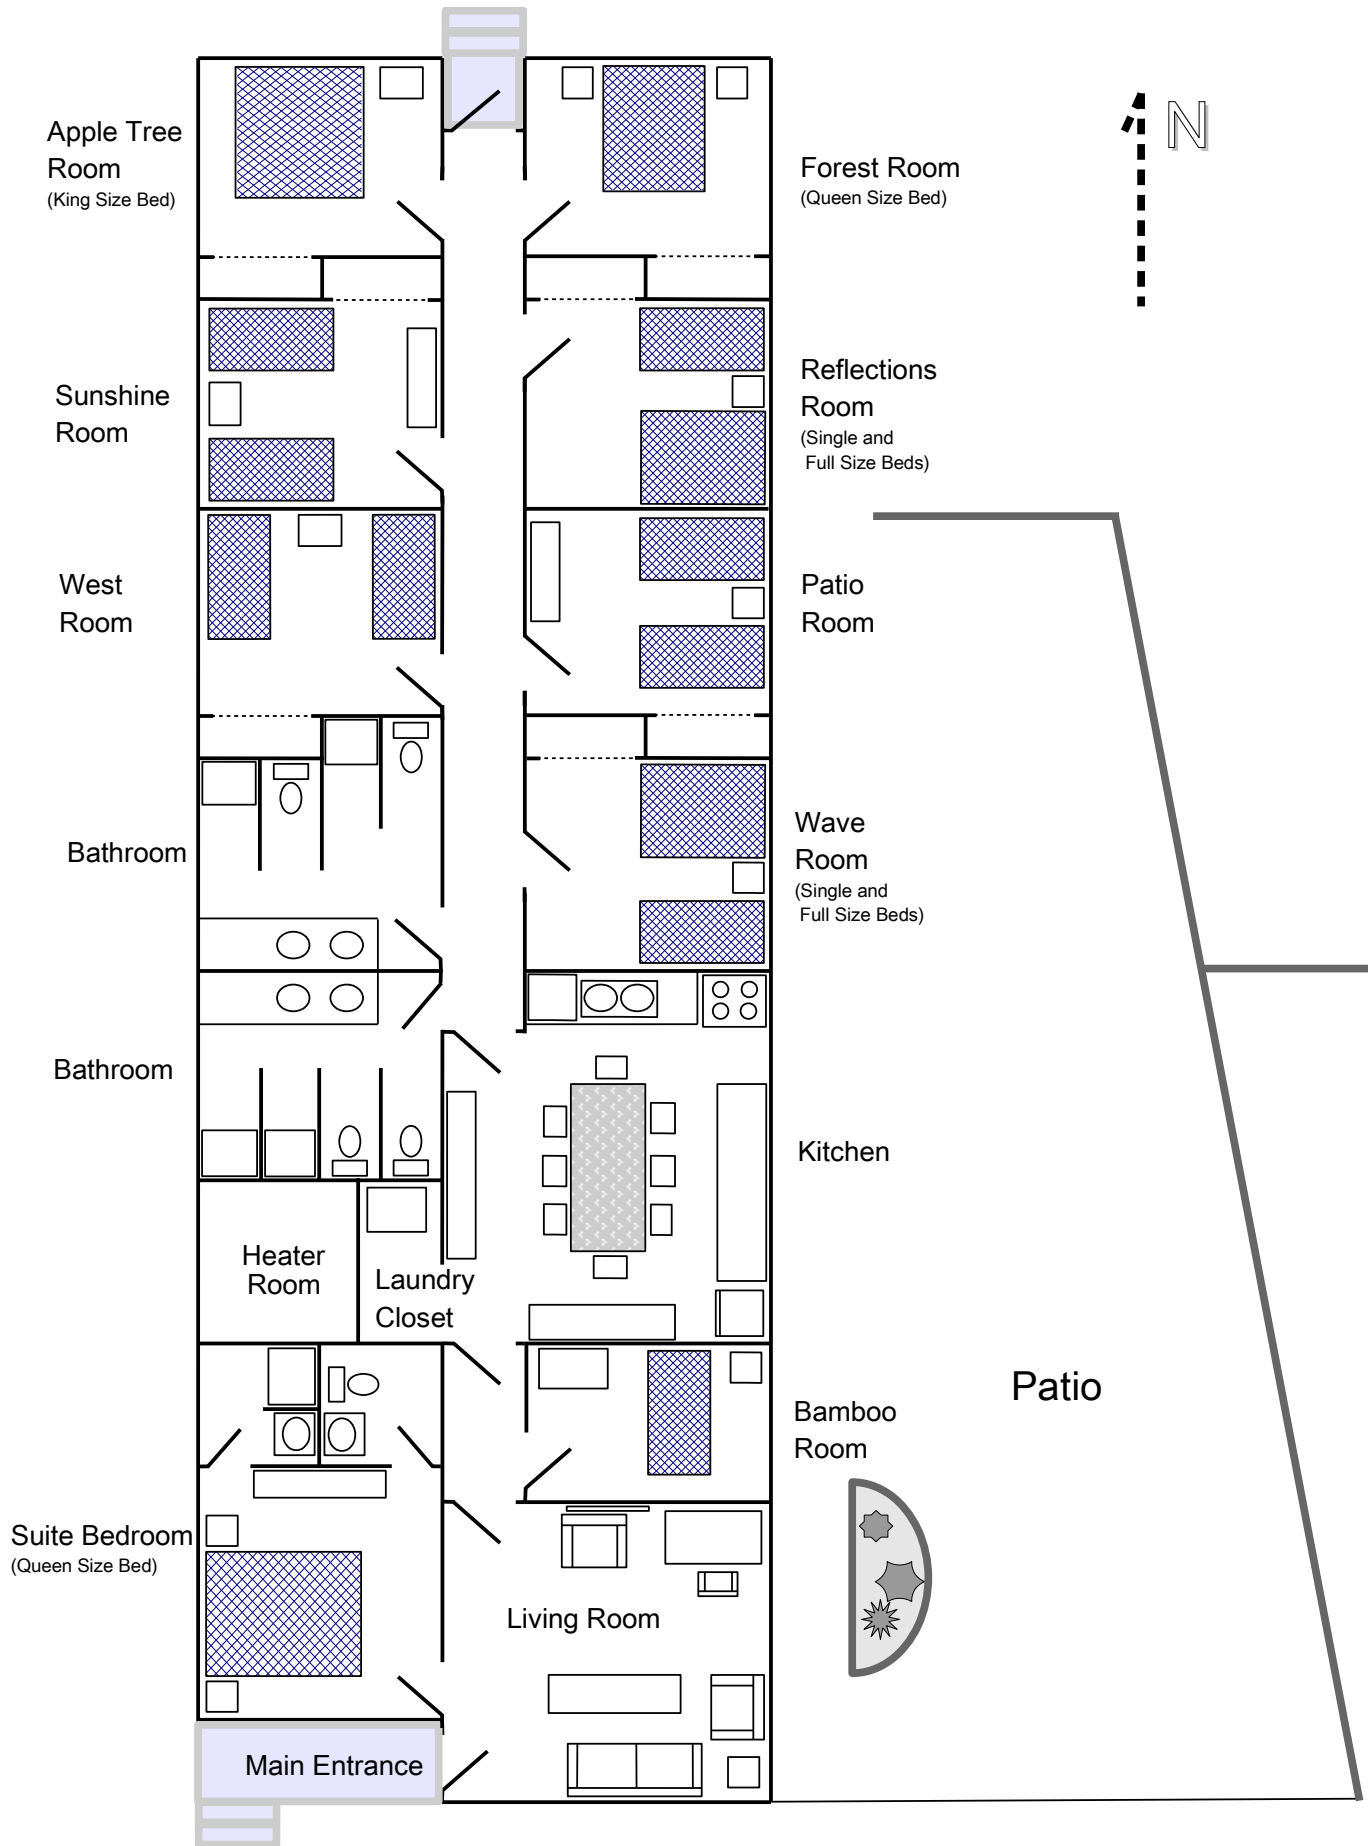 N
Apple Tree
Room
(King Size Bed)
Forest Room
(Queen Size Bed)
Sunshine
Room
Reflections
Room
(Single and
Full Size Beds)
West
Room
Patio
Room
Bathroom
Wave
Room
(Single and
Full Size Beds)
Bathroom
Kitchen
Heater
Room
Laundry
Closet
Patio
Bamboo
Room
Suite Bedroom
(Queen Size Bed)
Living Room
Main Entrance